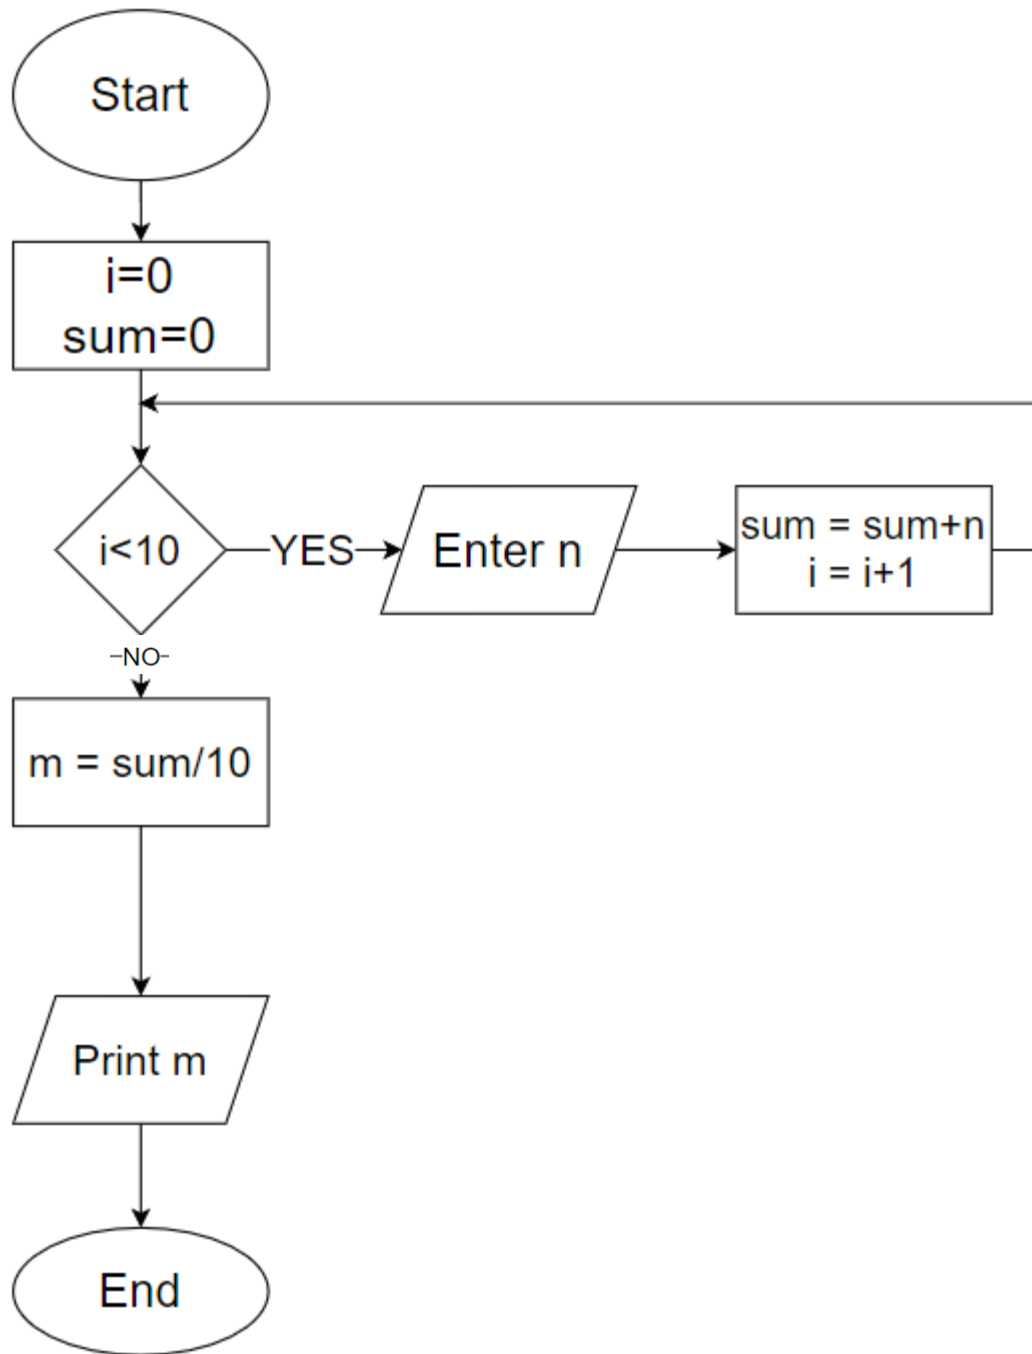 Start
i=0
sum=0
i<10
YES
Enter n
sum = sum+n
i = i+1
NO
m = sum/10
Print m
End